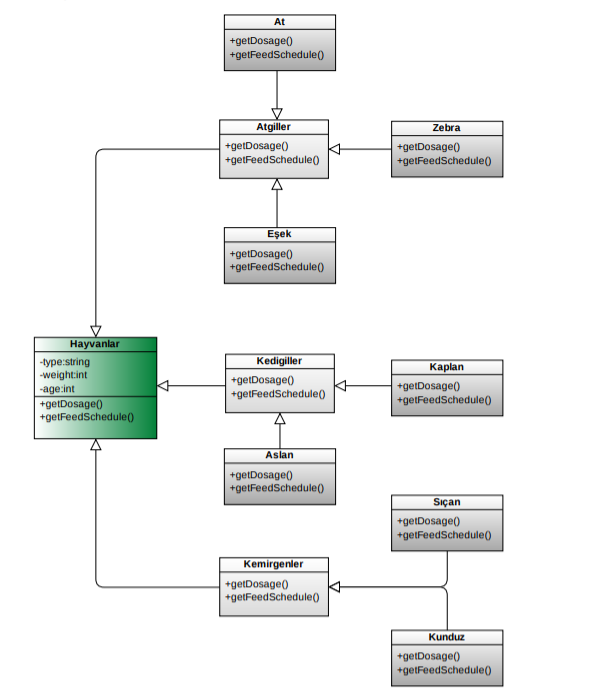 At
+getDosage()
+getFeedSchedule()
Atgiller
+getDosage()
+getFeedSchedule()
Zebra
+getDosage()
+getFeedSchedule()
Eşek
+getDosage()
+getFeedSchedule()
Hayvanlar
-type:string
-weight:int
-age:int
+getDosage()
+getFeedSchedule()
Kedigiller
+getDosage()
+getFeedSchedule()
Kaplan
+getDosage()
+getFeedSchedule()
Aslan
+getDosage()
+getFeedSchedule()
Sıçan
+getDosage()
+getFeedSchedule()
Kemirgenler
+getDosage()
+getFeedSchedule()
Kunduz
+getDosage()
+getFeedSchedule()